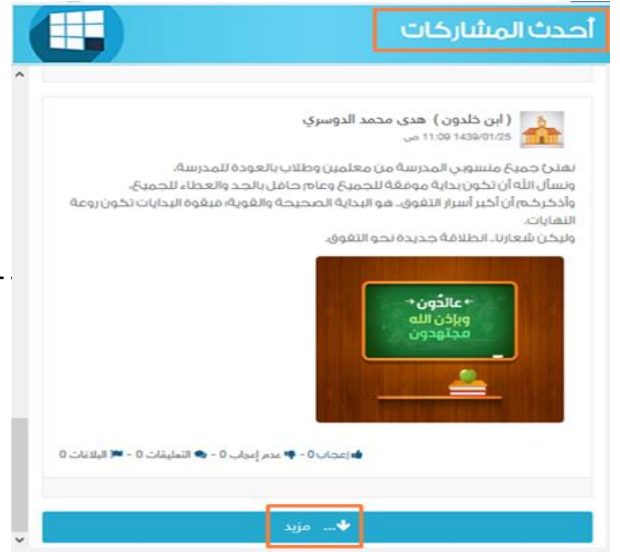 أحدث المشاركات
( ابن خلدون ) هدى محمد الدوسري
1439/01/25 11:09 ص
نهنئ جميع منسوبي المدرسة من معلمين وطلاب بالعودة للمدرسة،
ونسأل الله أن تكون بداية موفقة للجميع وعام حافل بالجد والعطاء للجميع،
وأذكركم أن أكبر أسرار التفوق.. هو البداية الصحيحة والقوية، فبقوة البدايات تكون روعة
النهايات.
وليكن شعارنا.. انطلاقة جديدة نحو التفوق.
عائدون
وبإذن الله
مجتهدون
إعجاب 0 - عدم إعجاب 0 - التعليقات 0 - البلاغات 0
... مزيد